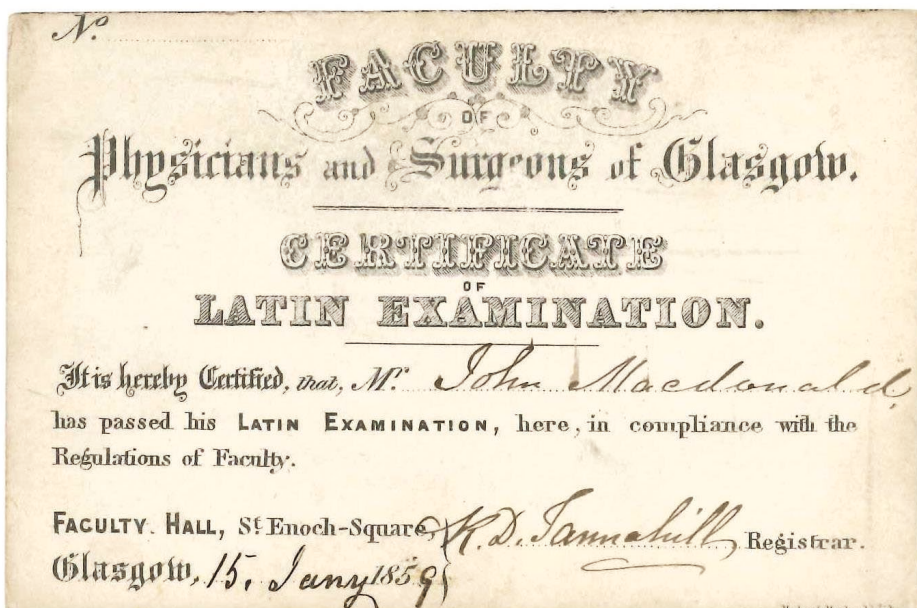 No.
FACULTY
OF
Physicians and Surgeons of Glasgow.
CERTIFICATE
OF
LATIN EXAMINATION.
It is hereby Certified, that, Mr. John Macdonald,
has passed his LATIN EXAMINATION, here, in compliance with the
Regulations of Faculty.
FACULTY HALL, St Enoch-Square, K. D. Tannahill Registrar.
Glasgow, 15. Jany 1859